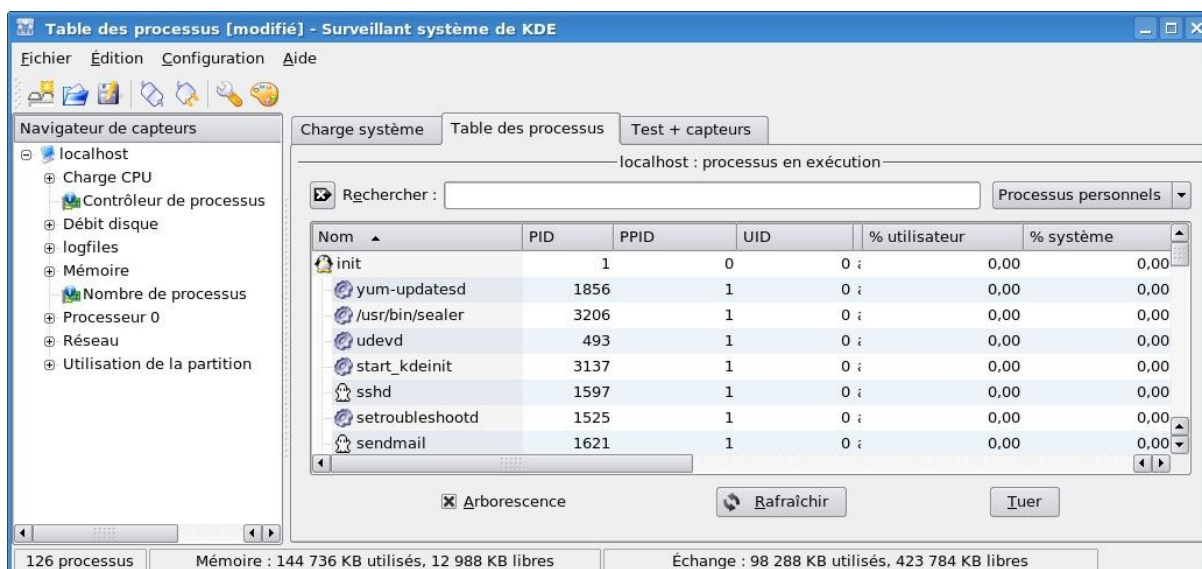 Table des processus [modifié] - Surveillant système de KDE
Fichier Édition Configuration Aide
Navigateur de capteurs
localhost
Charge CPU
Contrôleur de processus
Débit disque
logfiles
Mémoire
Nombre de processus
Processeur 0
Réseau
Utilisation de la partition
Charge système Table des processus Test + capteurs
localhost : processus en exécution
Rechercher : Processus personnels
Nom PID PPID UID % utilisateur % système
init 1 0 0 0,00 0,00
yum-updatesd 1856 1 0 0,00 0,00
/usr/bin/sealer 3206 1 0 0,00 0,00
udevd 493 1 0 0,00 0,00
start_kdeinit 3137 1 0 0,00 0,00
sshd 1597 1 0 0,00 0,00
setroubleshootd 1525 1 0 0,00 0,00
sendmail 1621 1 0 0,00 0,00
Arborescence Rafraîchir Tuer
126 processus Mémoire : 144 736 KB utilisés, 12 988 KB libres Échange : 98 288 KB utilisés, 423 784 KB libres